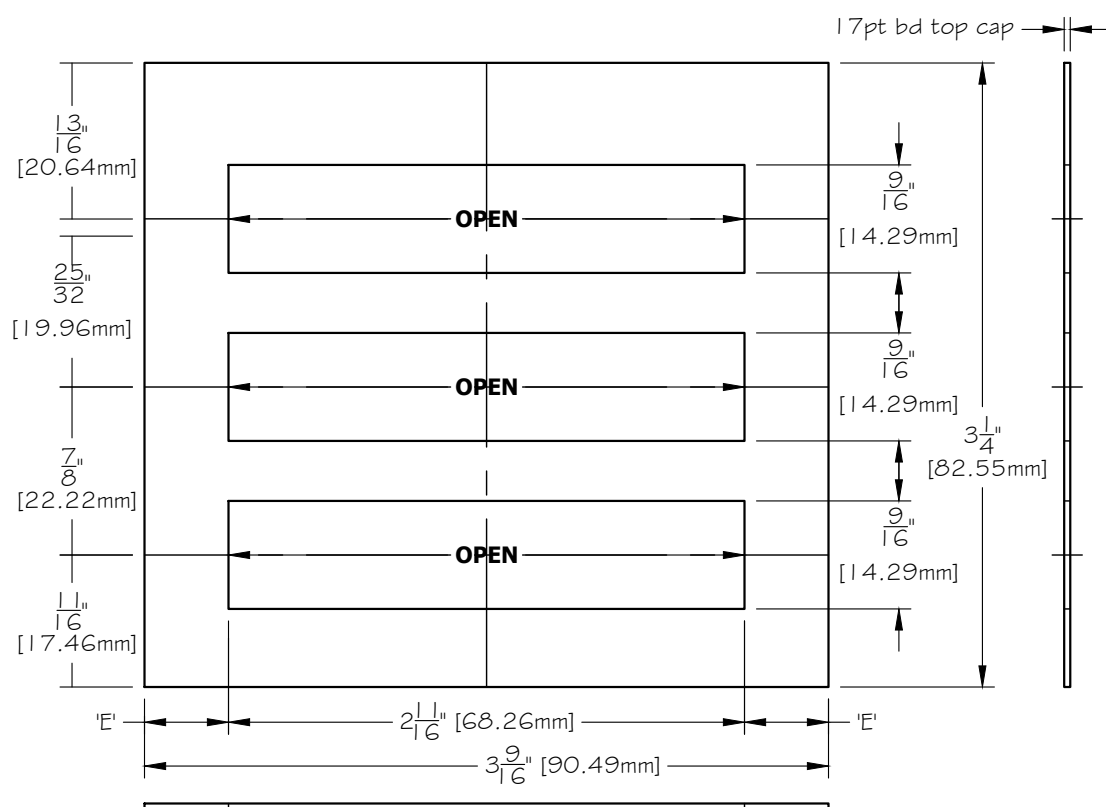 17pt bd top cap
13/16"
[20.64mm]
9/16"
[14.29mm]
OPEN
25/32"
[19.96mm]
9/16"
[14.29mm]
OPEN
3 1/4"
[82.55mm]
7/8"
[22.22mm]
9/16"
[14.29mm]
OPEN
11/16"
[17.46mm]
'E'
2 11/16" [68.26mm]
'E'
3 9/16" [90.49mm]